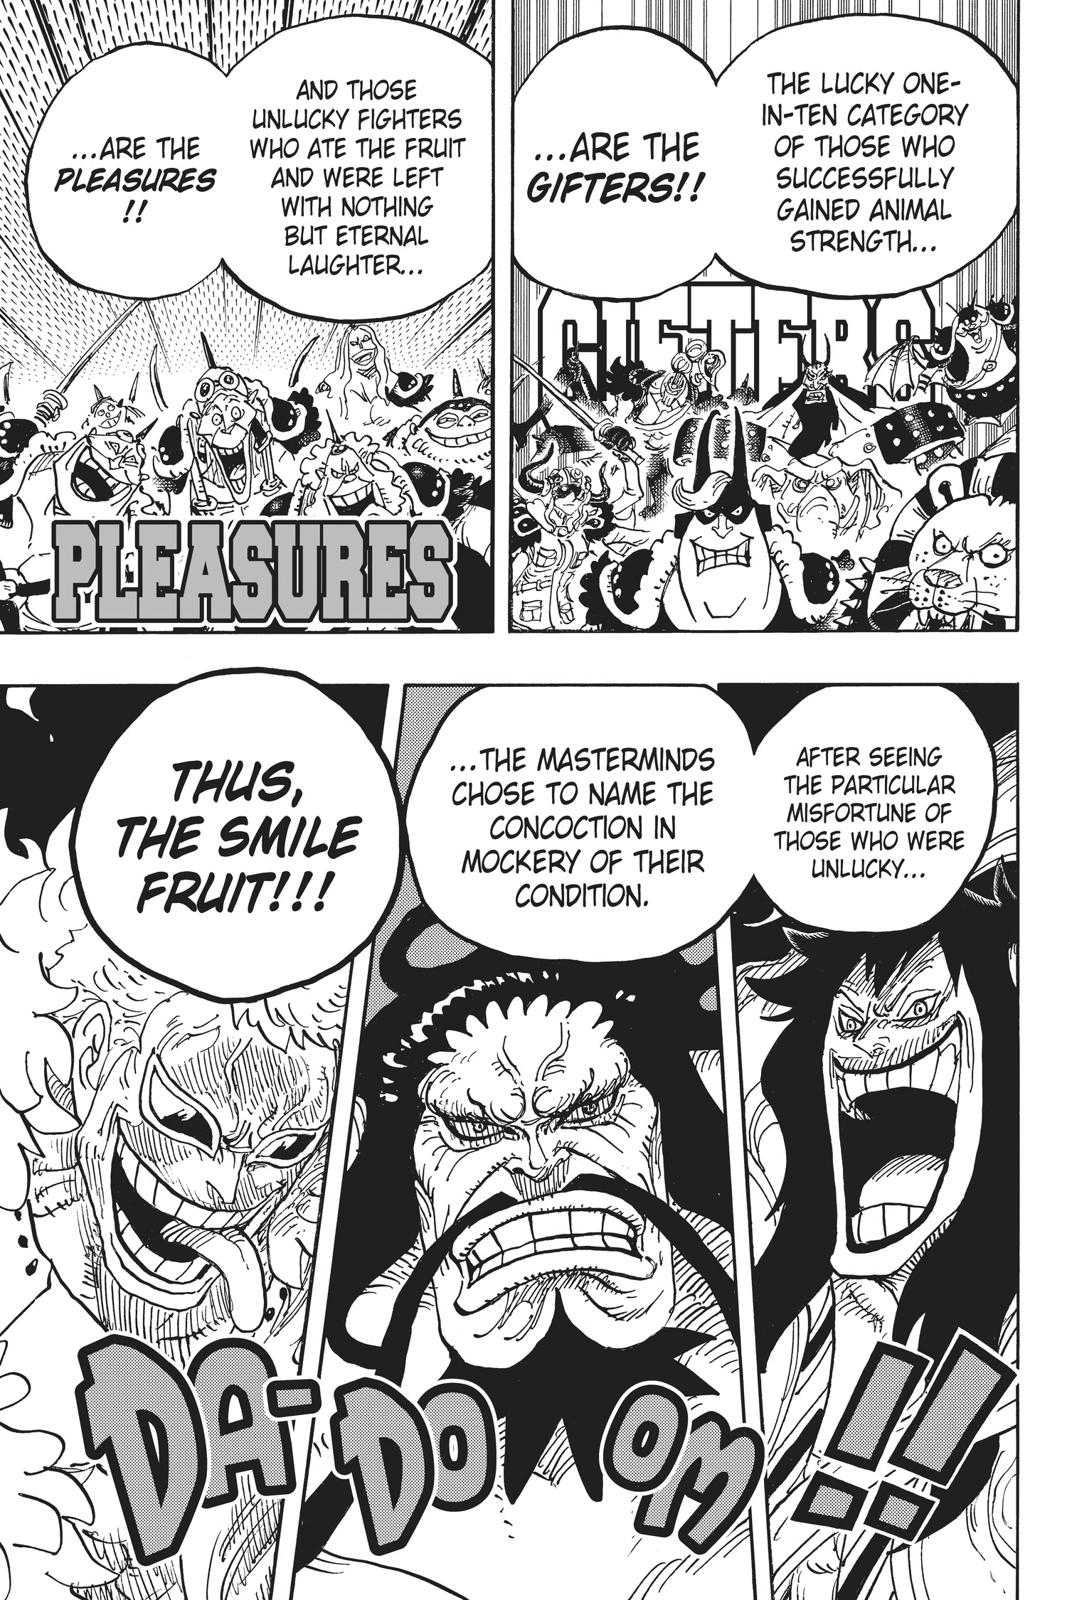 THE LUCKY ONE-
IN-TEN CATEGORY
OF THOSE WHO
SUCCESSFULLY
GAINED ANIMAL
STRENGTH...
...ARE THE
GIFTERS!!
GIFTERS
AND THOSE
UNLUCKY FIGHTERS
WHO ATE THE FRUIT
AND WERE LEFT
WITH NOTHING
BUT ETERNAL
LAUGHTER...
...ARE THE
PLEASURES
!!
PLEASURES
AFTER SEEING
THE PARTICULAR
MISFORTUNE OF
THOSE WHO WERE
UNLUCKY...
...THE MASTERMINDS
CHOSE TO NAME THE
CONCOCTION IN
MOCKERY OF THEIR
CONDITION.
THUS,
THE SMILE
FRUIT!!!
DA-DOOM!!